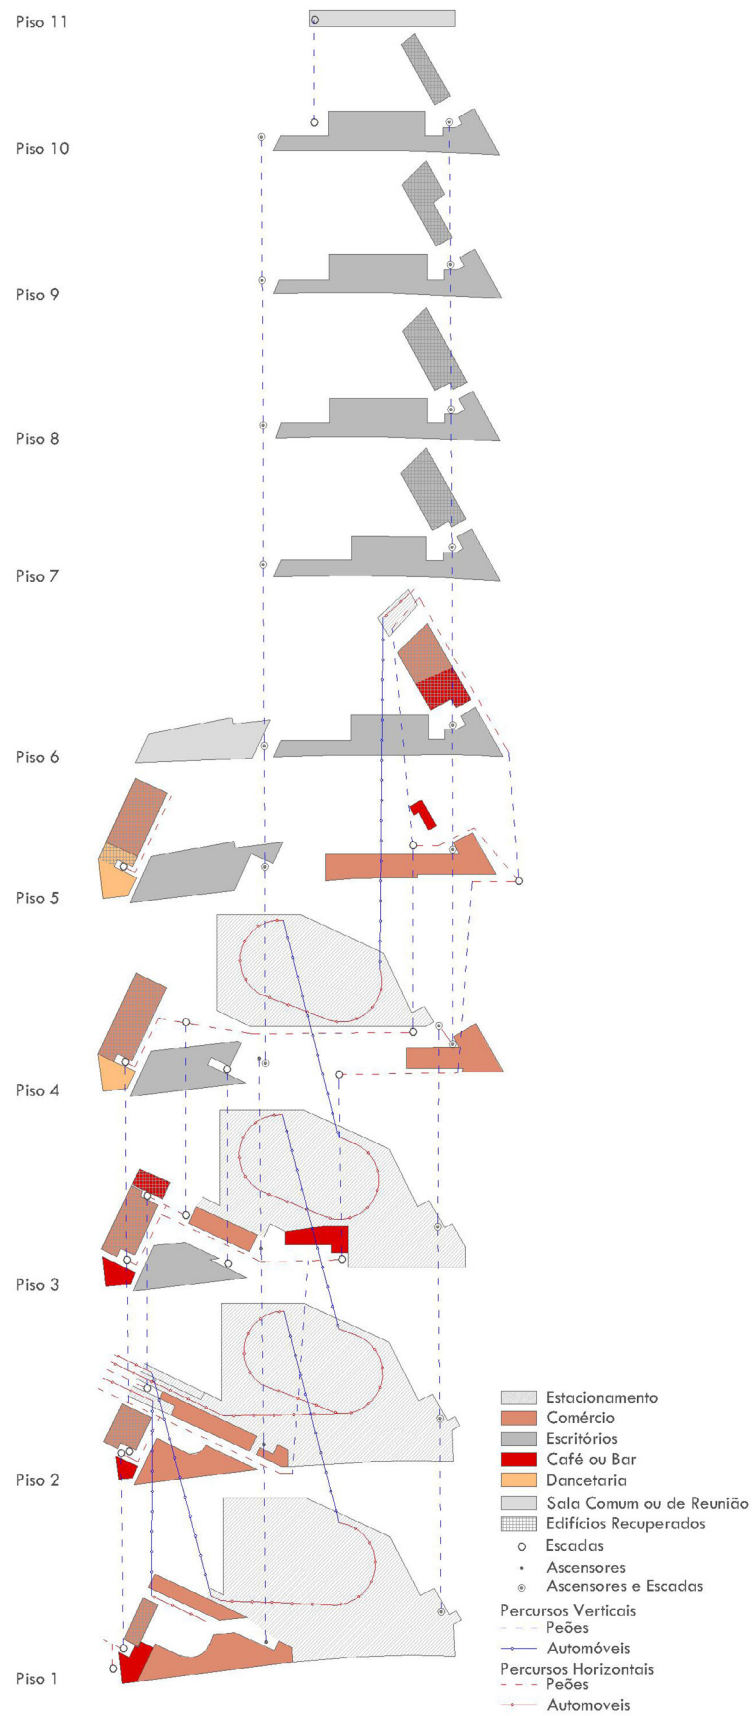 Piso 11
Piso 10
Piso 9
Piso 8
Piso 7
Piso 6
Piso 5
Piso 4
Piso 3
Piso 2
Piso 1
Estacionamento
Comércio
Escritórios
Café ou Bar
Dancetaria
Sala Comum ou de Reunião
Edifícios Recuperados
Escadas
Ascensores
Ascensores e Escadas
Percursos Verticais
Peões
Automóveis
Percursos Horizontais
Peões
Automoveis